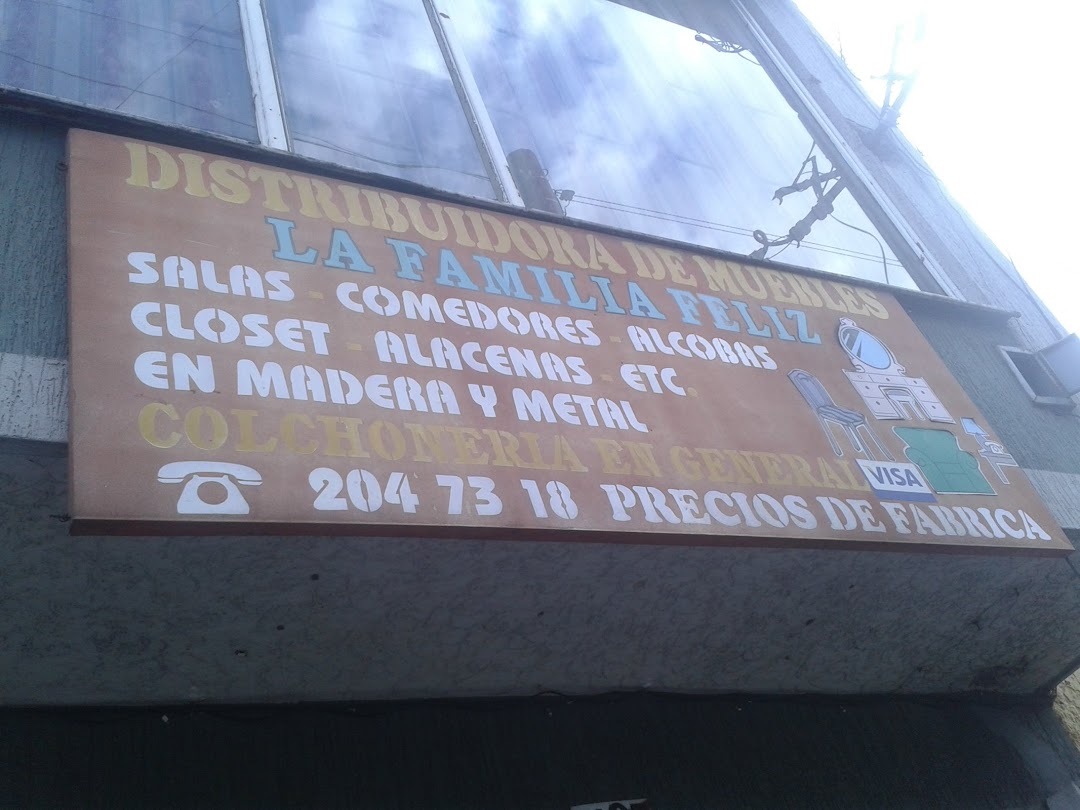 DISTRIBUIDORA DE MUEBLES
LA FAMILIA FELIZ
SALAS - COMEDORES - ALCOBAS
CLOSET - ALACENAS - ETC.
EN MADERA Y METAL
COLCHONERIA EN GENERAL
VISA
204 73 18 PRECIOS DE FABRICA